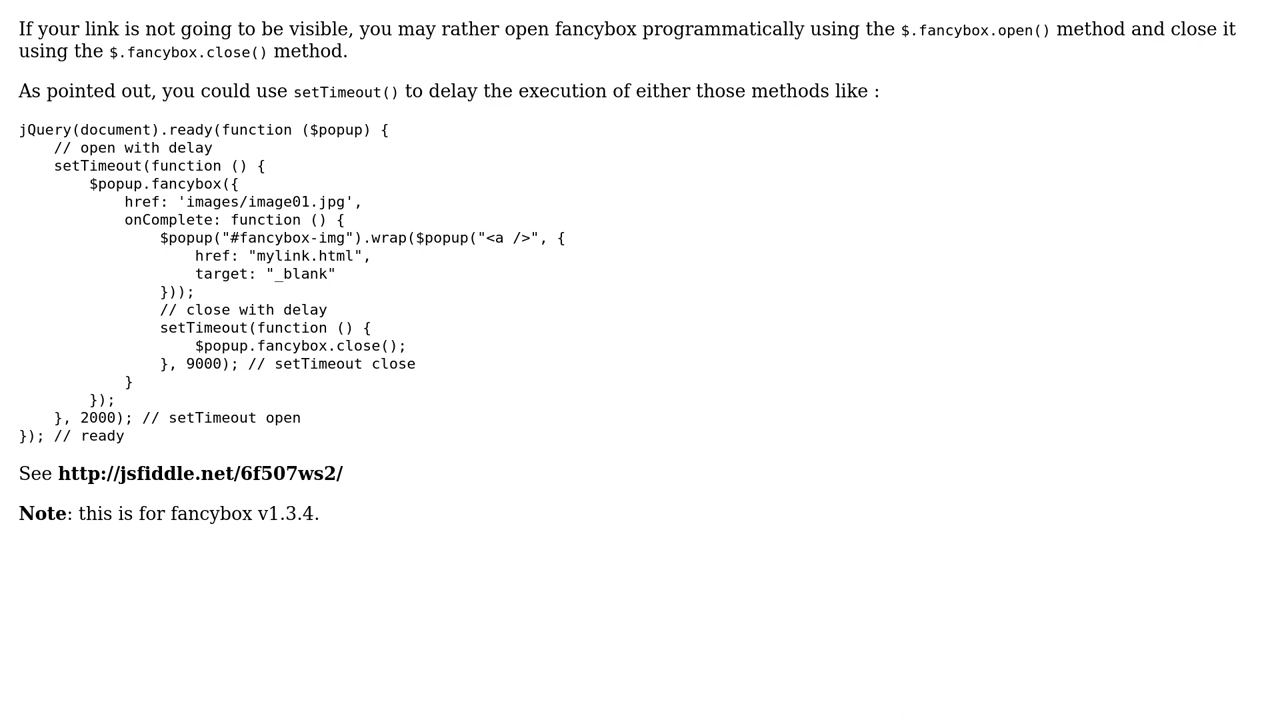 If your link is not going to be visible, you may rather open fancybox programmatically using the $.fancybox.open() method and close it
using the $.fancybox.close() method.
As pointed out, you could use setTimeout() to delay the execution of either those methods like :
jQuery(document).ready(function ($popup) {
    // open with delay
    setTimeout(function () {
        $popup.fancybox({
            href: 'images/image01.jpg',
            onComplete: function () {
                $popup("#fancybox-img").wrap($popup("<a />", {
                    href: "mylink.html",
                    target: "_blank"
                }));
                // close with delay
                setTimeout(function () {
                    $popup.fancybox.close();
                }, 9000); // setTimeout close
            }
        });
    }, 2000); // setTimeout open
}); // ready
See http://jsfiddle.net/6f507ws2/
Note: this is for fancybox v1.3.4.